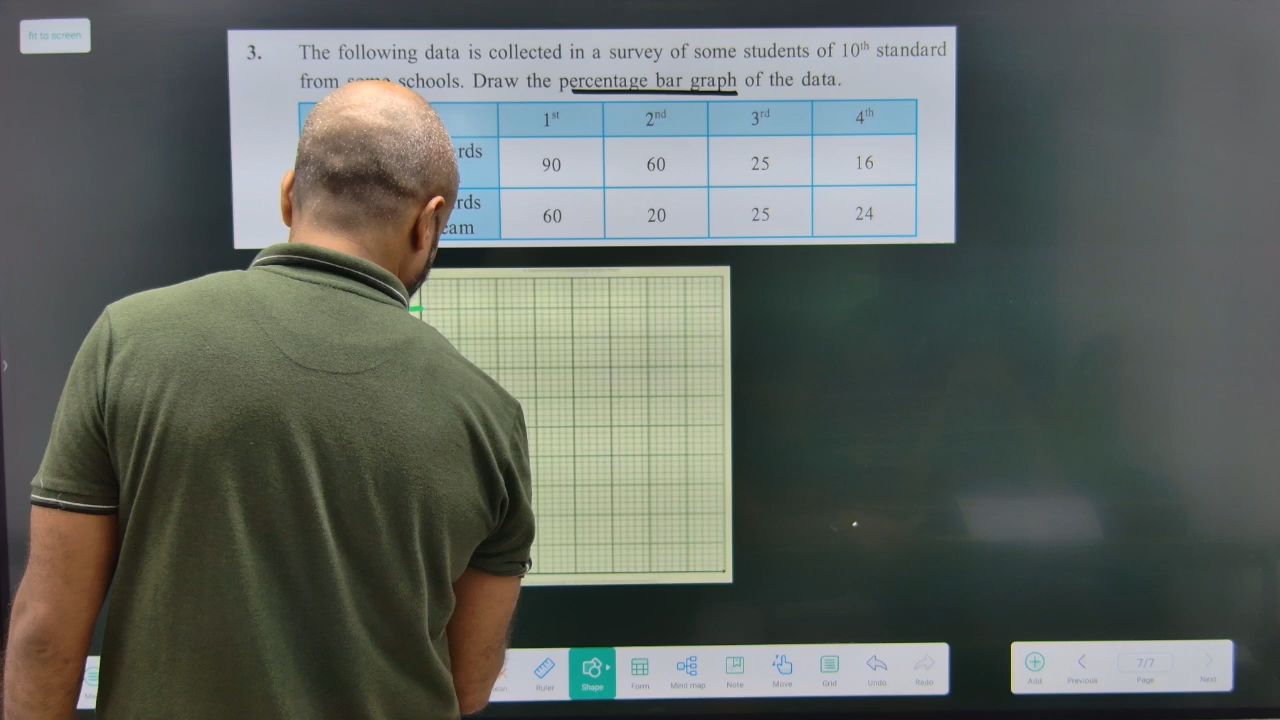 fit to screen
3. The following data is collected in a survey of some students of 10th standard
from some schools. Draw the percentage bar graph of the data.
1st 2nd 3rd 4th
rds 90 60 25 16
rds
eam 60 20 25 24
Ruler Shape Form Mind map Note Move Grid Undo Redo
Add Previous 7/7 Page Next